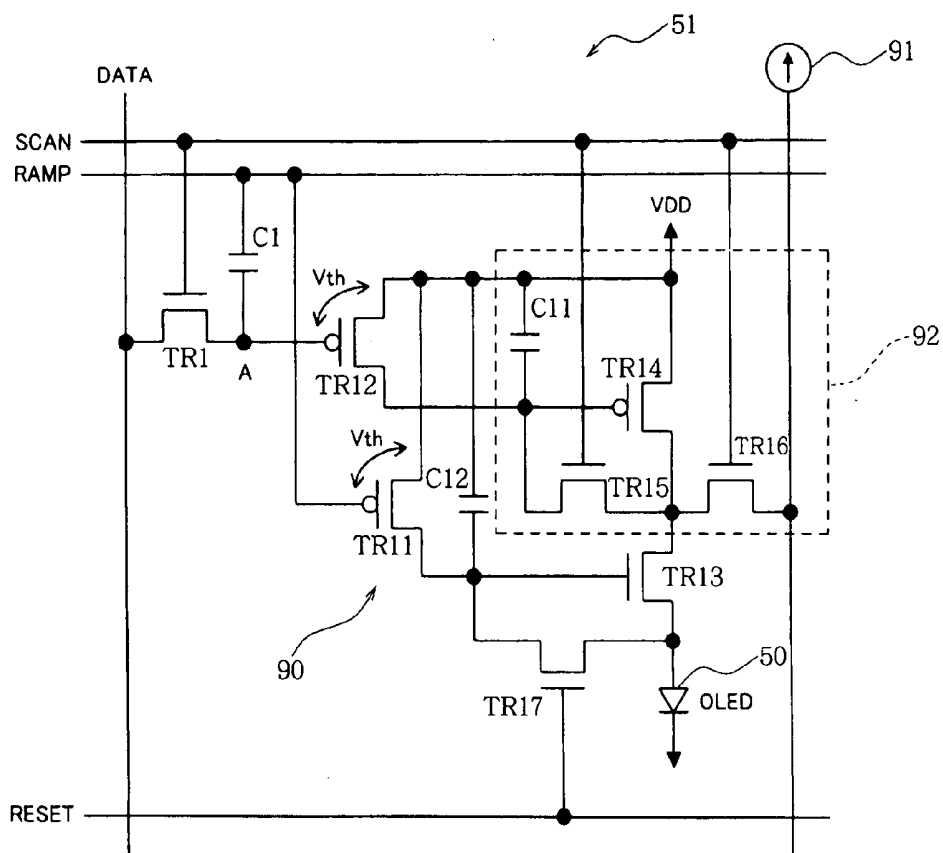 51
91
DATA
SCAN
RAMP
VDD
C1
Vth
C11
92
TR1
A
TR12
TR14
TR16
Vth
C12
TR15
TR11
TR13
90
50
TR17
OLED
RESET